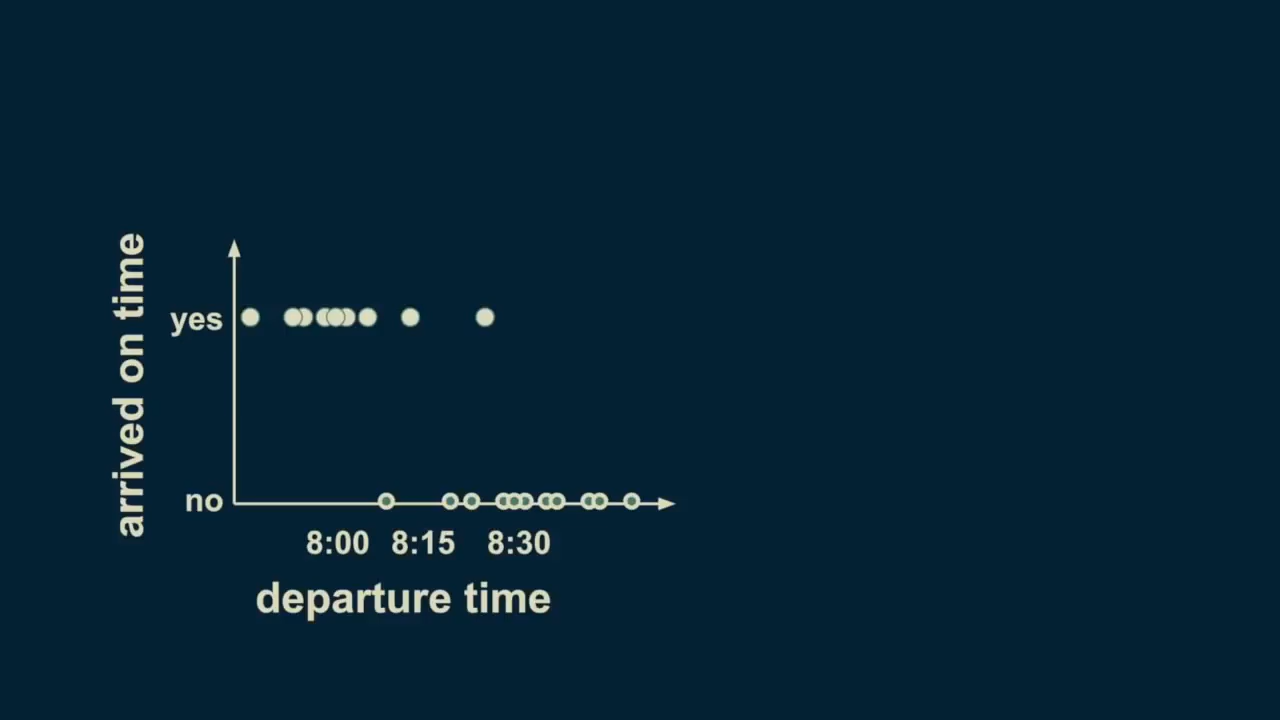 arrived on time
yes
no
8:00 8:15 8:30
departure time